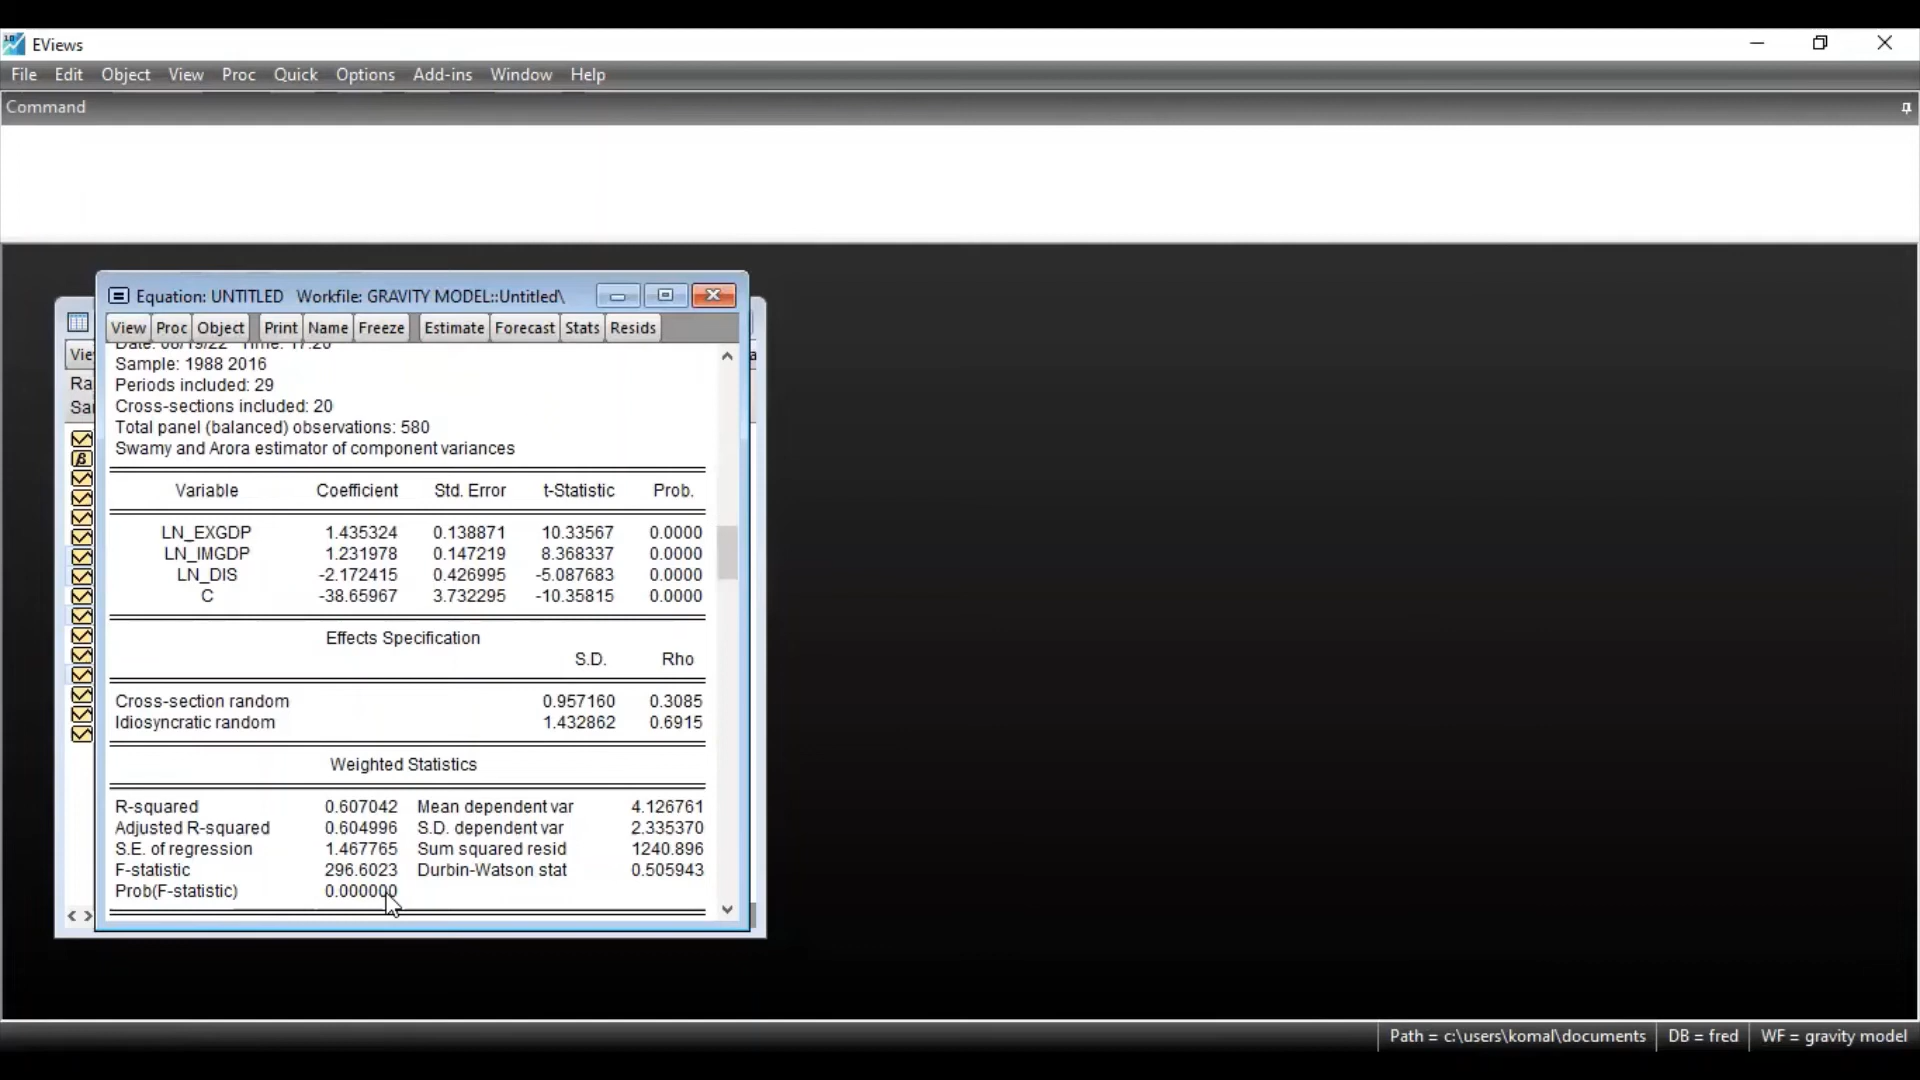 EViews
File Edit Object View Proc Quick Options Add-ins Window Help
Command
Equation: UNTITLED Workfile: GRAVITY MODEL::Untitled\
View Proc Object Print Name Freeze Estimate Forecast Stats Resids
Date: 08/19/22 Time: 17:20
Sample: 1988 2016
Periods included: 29
Cross-sections included: 20
Total panel (balanced) observations: 580
Swamy and Arora estimator of component variances
Variable Coefficient Std. Error t-Statistic Prob.
LN_EXGDP 1.435324 0.138871 10.33567 0.0000
LN_IMGDP 1.231978 0.147219 8.368337 0.0000
LN_DIS -2.172415 0.426995 -5.087683 0.0000
C -38.65967 3.732295 -10.35815 0.0000
Effects Specification
S.D. Rho
Cross-section random 0.957160 0.3085
Idiosyncratic random 1.432862 0.6915
Weighted Statistics
R-squared 0.607042 Mean dependent var 4.126761
Adjusted R-squared 0.604996 S.D. dependent var 2.335370
S.E. of regression 1.467765 Sum squared resid 1240.896
F-statistic 296.6023 Durbin-Watson stat 0.505943
Prob(F-statistic) 0.000000
Path = c:\users\komal\documents DB = fred WF = gravity model